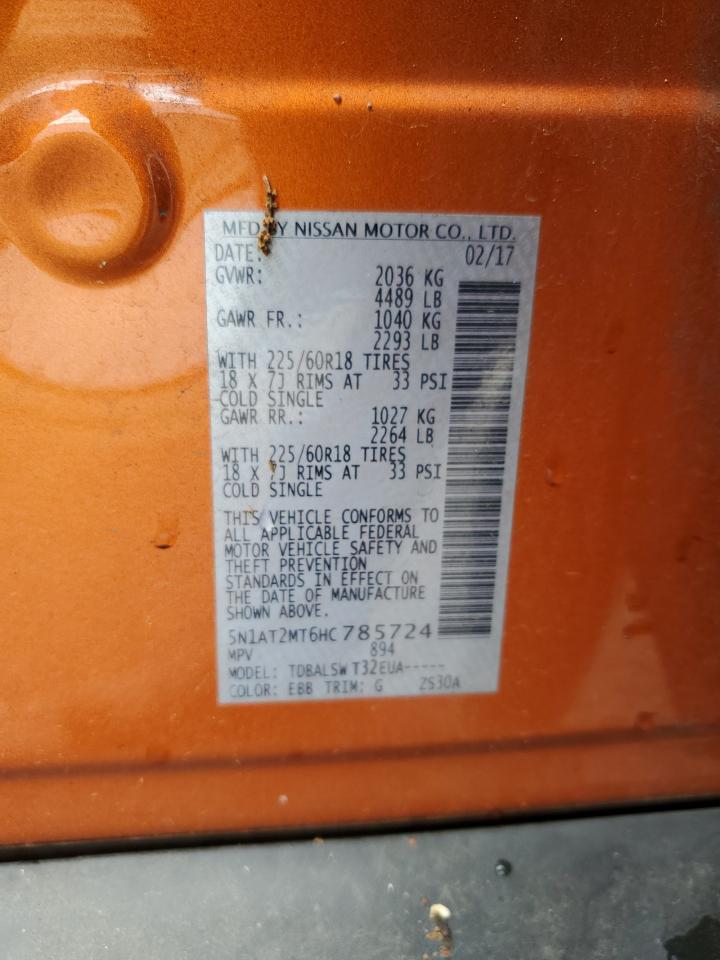 MFD BY NISSAN MOTOR CO., LTD.
DATE: 02/17
GVWR: 2036 KG
4489 LB
GAWR FR.: 1040 KG
2293 LB
WITH 225/60R18 TIRES
18 X 7J RIMS AT 33 PSI
COLD SINGLE
GAWR RR.: 1027 KG
2264 LB
WITH 225/60R18 TIRES
18 X 7J RIMS AT 33 PSI
COLD SINGLE
THIS VEHICLE CONFORMS TO
ALL APPLICABLE FEDERAL
MOTOR VEHICLE SAFETY AND
THEFT PREVENTION
STANDARDS IN EFFECT ON
THE DATE OF MANUFACTURE
SHOWN ABOVE.
5N1AT2MT6HC785724
MPV 894
MODEL: TDBALSW T32EUA-----
COLOR: EBB TRIM: G ZS30A